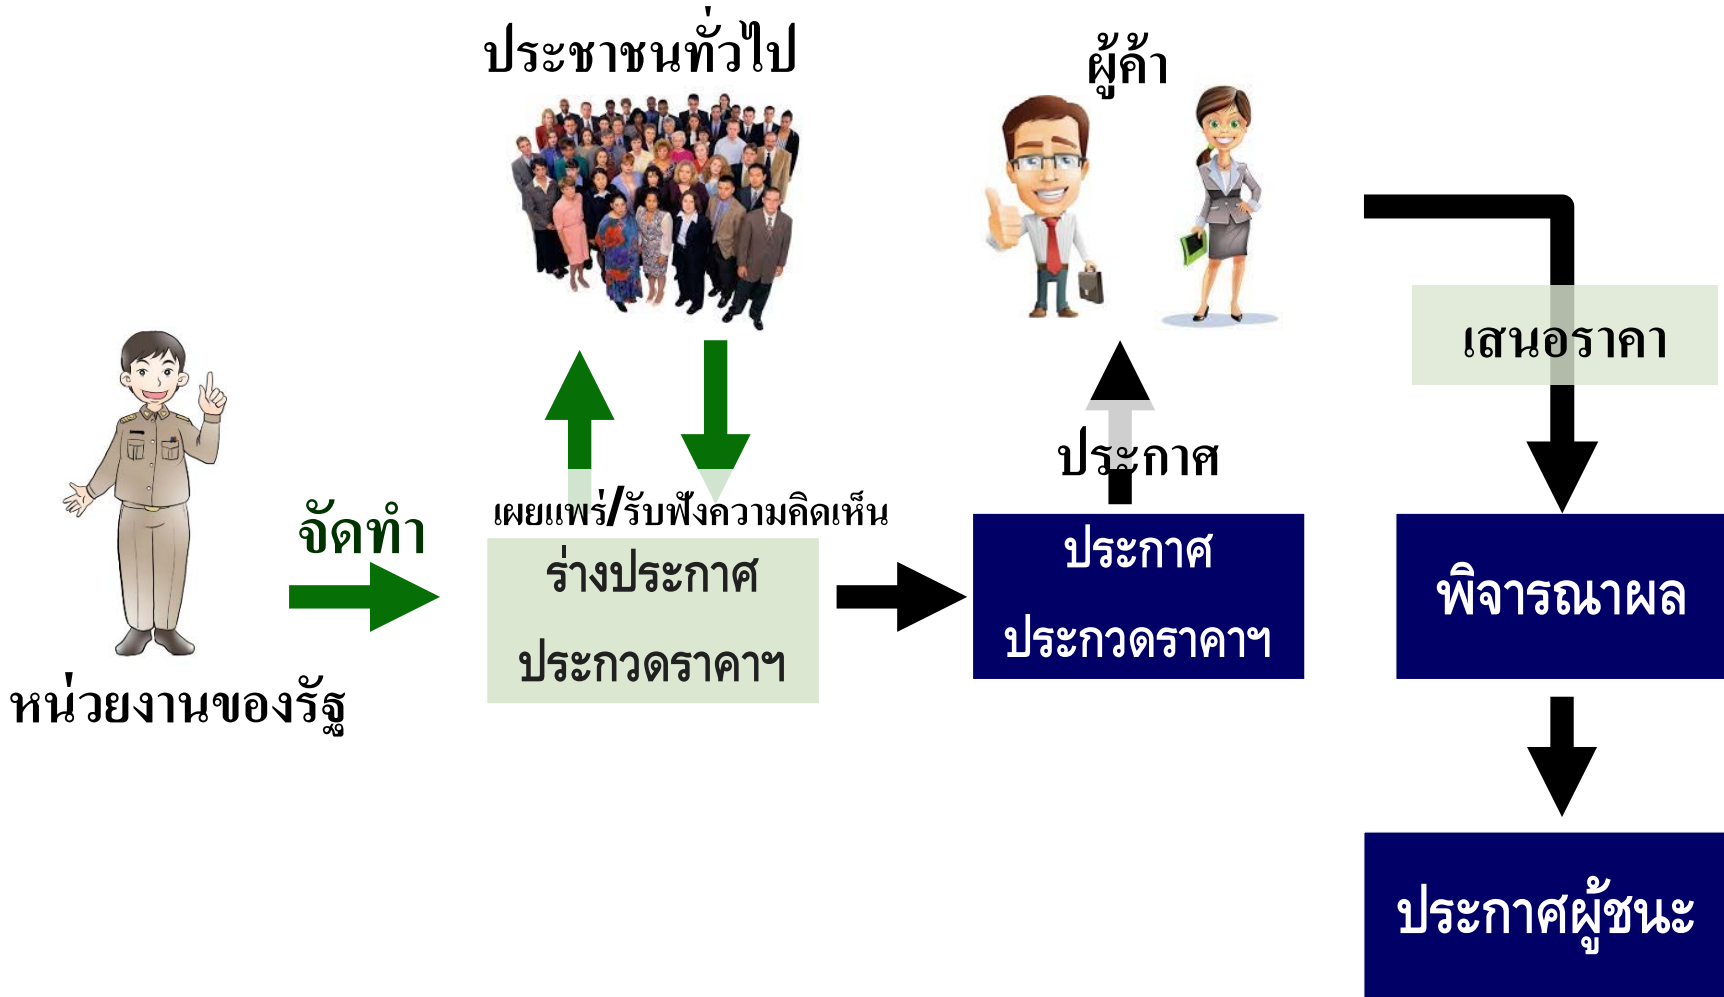 ประชาชนทั่วไป
ผู้ค้า
เสนอราคา
ประกาศ
จัดทำ
เผยแพร่/รับฟังความคิดเห็น
ร่างประกาศ
ประกวดราคาฯ
ประกาศ
ประกวดราคาฯ
พิจารณาผล
หน่วยงานของรัฐ
ประกาศผู้ชนะ